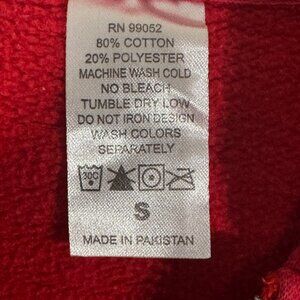 RN 99052
80% COTTON
20% POLYESTER
MACHINE WASH COLD
NO BLEACH
TUMBLE DRY LOW
DO NOT IRON DESIGN
WASH COLORS
SEPARATELY
30C
S
MADE IN PAKISTAN